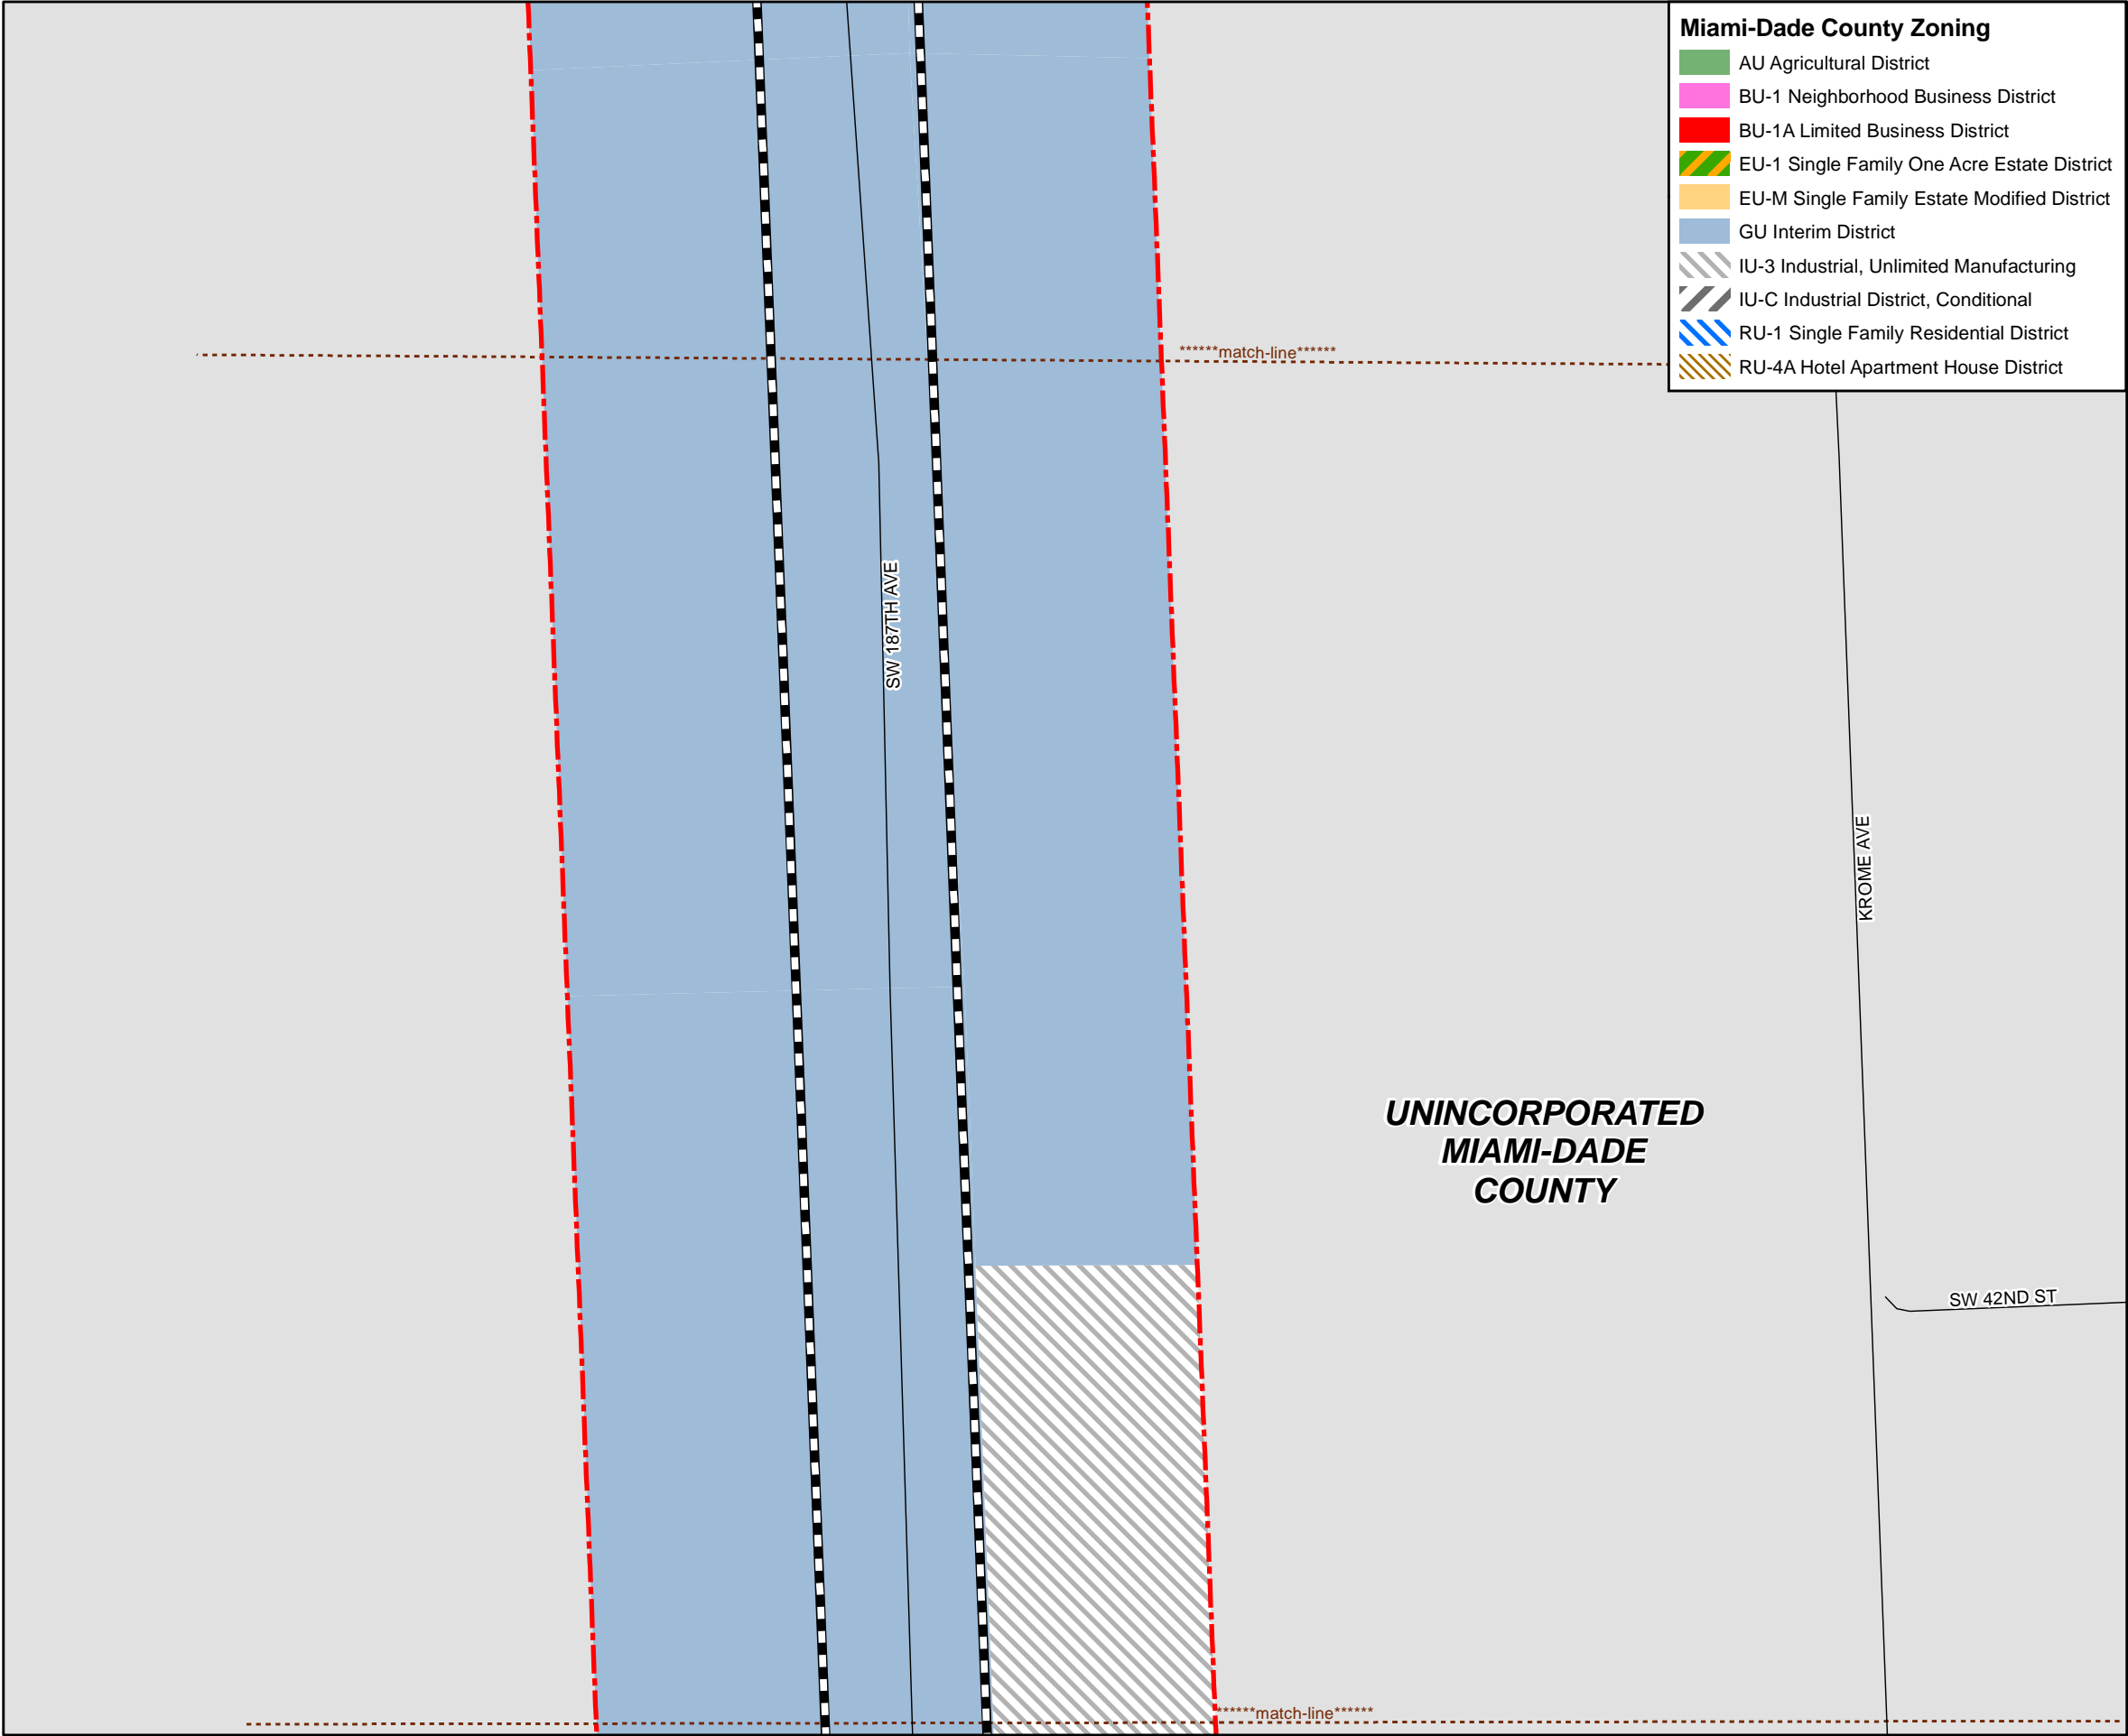 Miami-Dade County Zoning
AU Agricultural District
BU-1 Neighborhood Business District
BU-1A Limited Business District
EU-1 Single Family One Acre Estate District
EU-M Single Family Estate Modified District
GU Interim District
IU-3 Industrial, Unlimited Manufacturing
IU-C Industrial District, Conditional
RU-1 Single Family Residential District
RU-4A Hotel Apartment House District
******match-line******
SW 187TH AVE
KROME AVE
UNINCORPORATED
MIAMI-DADE
COUNTY
SW 42ND ST
******match-line******